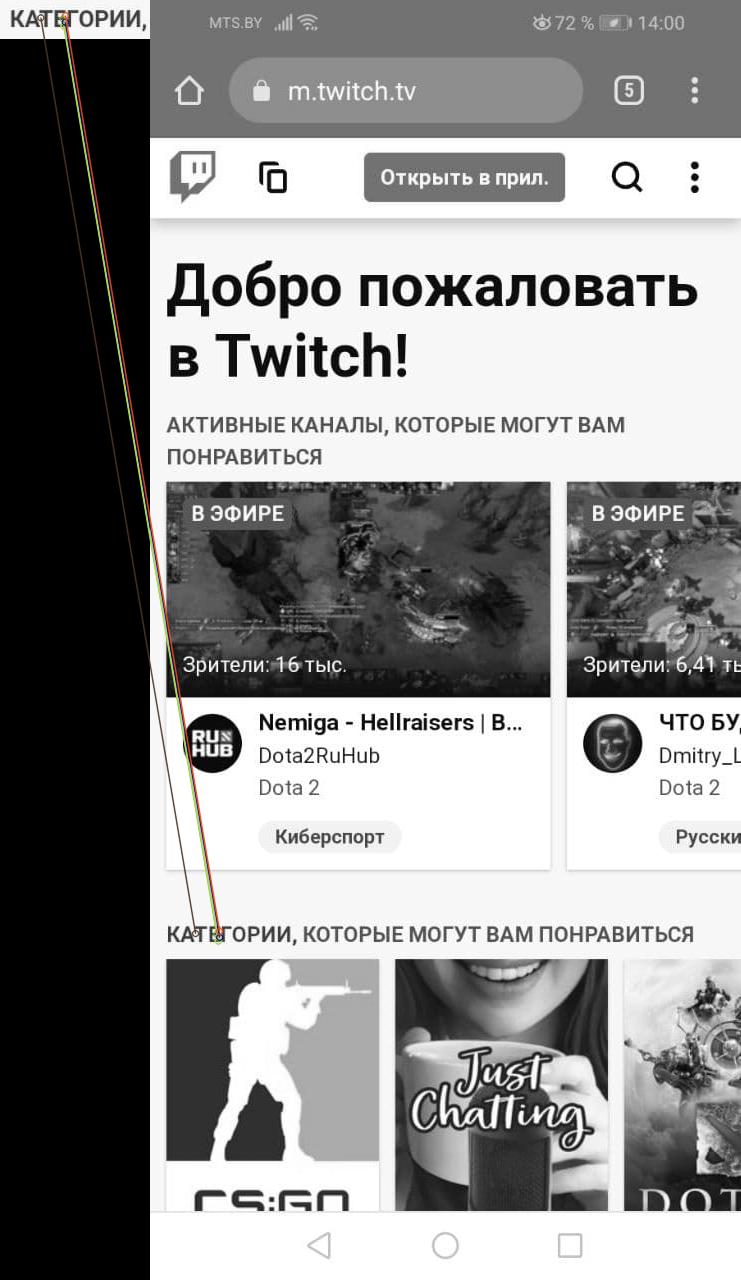 КАТЕГОРИИ,
MTS.BY 72 % 14:00
m.twitch.tv 5
Открыть в прил.
Добро пожаловать
в Twitch!
АКТИВНЫЕ КАНАЛЫ, КОТОРЫЕ МОГУТ ВАМ
ПОНРАВИТЬСЯ
В ЭФИРЕ В ЭФИРЕ
Зрители: 16 тыс. Зрители: 6,41 ты
RU HUB
Nemiga - Hellraisers | B... ЧТО БУ
Dota2RuHub Dmitry_L
Dota 2 Dota 2
Киберспорт Русски
КАТЕГОРИИ, КОТОРЫЕ МОГУТ ВАМ ПОНРАВИТЬСЯ
Just
Chatting
CS:GO DOT